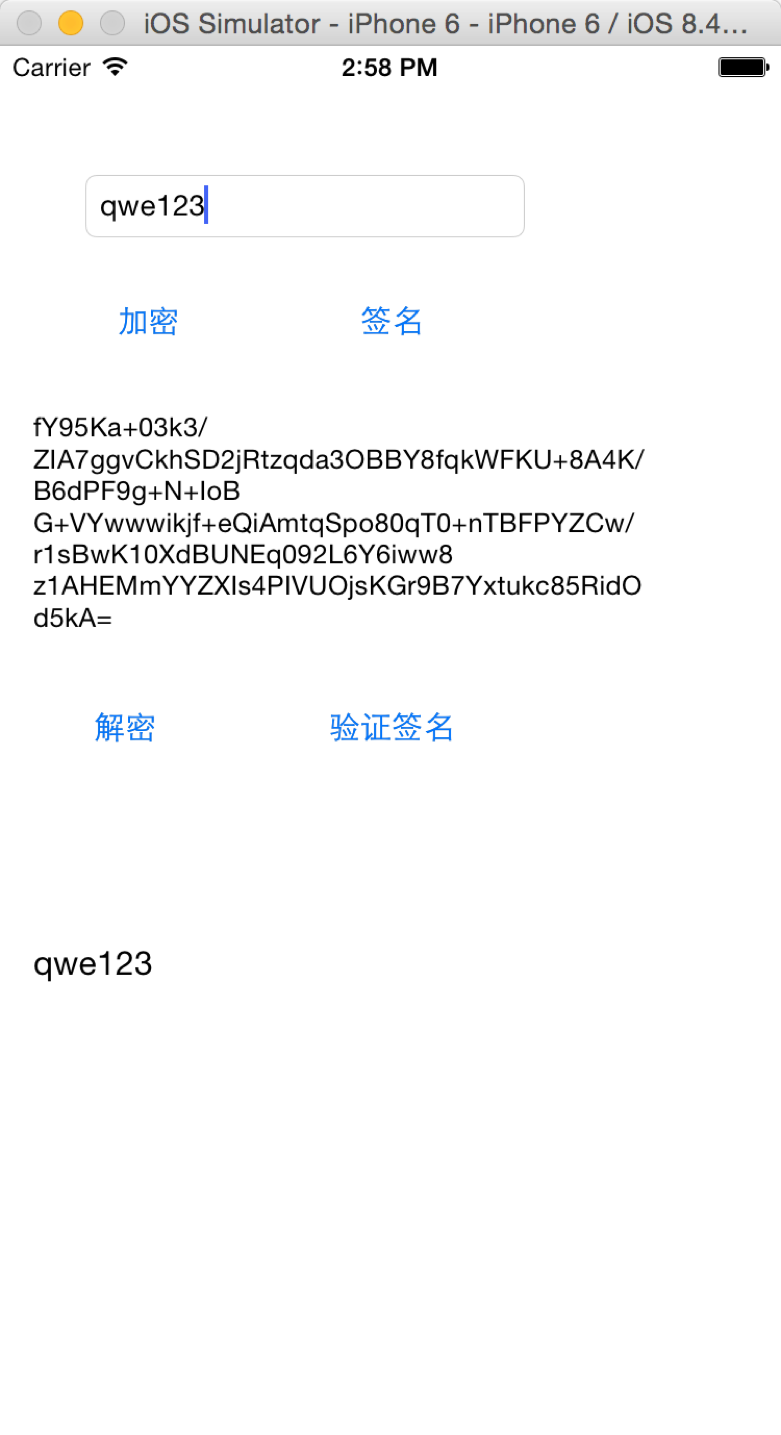 iOS Simulator - iPhone 6 - iPhone 6 / iOS 8.4...
Carrier 2:58 PM
qwe123
加密 签名
fY95Ka+03k3/
ZIA7ggvCkhSD2jRtzqda3OBBY8fqkWFKU+8A4K/
B6dPF9g+N+IoB
G+VYwwwikjf+eQiAmtqSpo80qT0+nTBFPYZCw/
r1sBwK10XdBUNEq092L6Y6iww8
z1AHEMmYYZXIs4PIVUOjsKGr9B7Yxtukc85RidO
d5kA=
解密 验证签名
qwe123